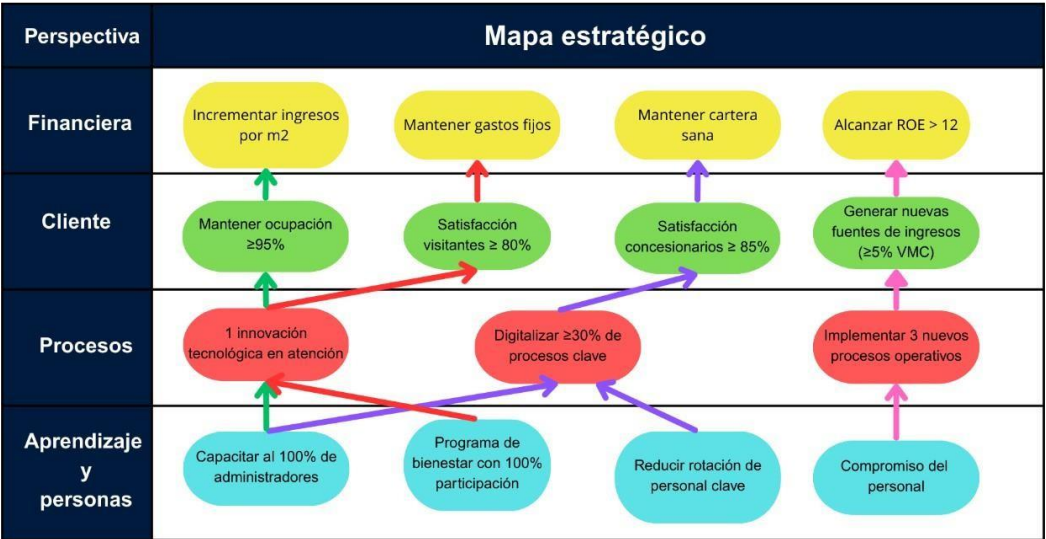 Perspectiva
Mapa estratégico
Financiera
Incrementar ingresos
por m2
Mantener gastos fijos
Mantener cartera
sana
Alcanzar ROE > 12
Cliente
Mantener ocupación
≥95%
Satisfacción
visitantes ≥ 80%
Satisfacción
concesionarios ≥ 85%
Generar nuevas
fuentes de ingresos
(≥5% VMC)
Procesos
1 innovación
tecnológica en atención
Digitalizar ≥30% de
procesos clave
Implementar 3 nuevos
procesos operativos
Aprendizaje
y
personas
Capacitar al 100% de
administradores
Programa de
bienestar con 100%
participación
Reducir rotación de
personal clave
Compromiso del
personal